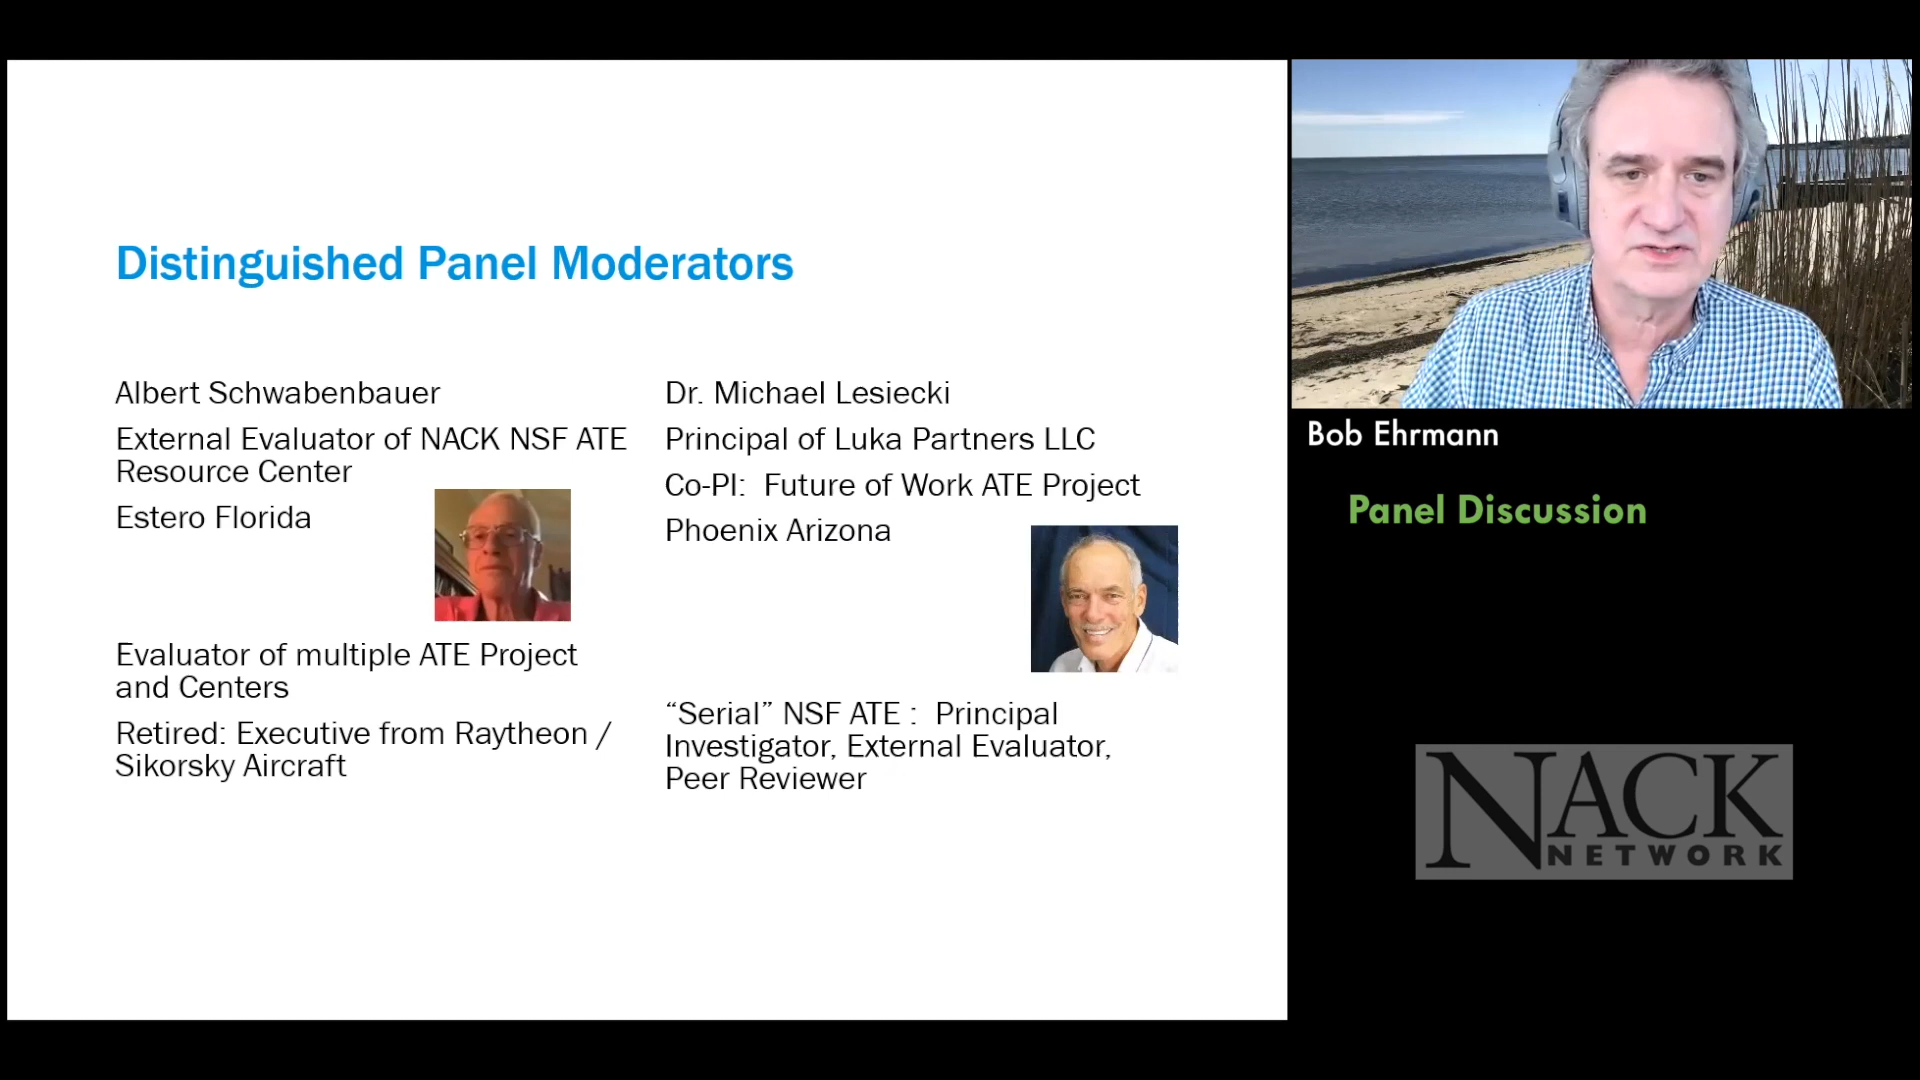 Distinguished Panel Moderators
Albert Schwabenbauer
External Evaluator of NACK NSF ATE
Resource Center
Estero Florida
Evaluator of multiple ATE Project
and Centers
Retired: Executive from Raytheon /
Sikorsky Aircraft
Dr. Michael Lesiecki
Principal of Luka Partners LLC
Co-PI:  Future of Work ATE Project
Phoenix Arizona
“Serial” NSF ATE :  Principal
Investigator, External Evaluator,
Peer Reviewer
Bob Ehrmann
Panel Discussion
NACK
NETWORK